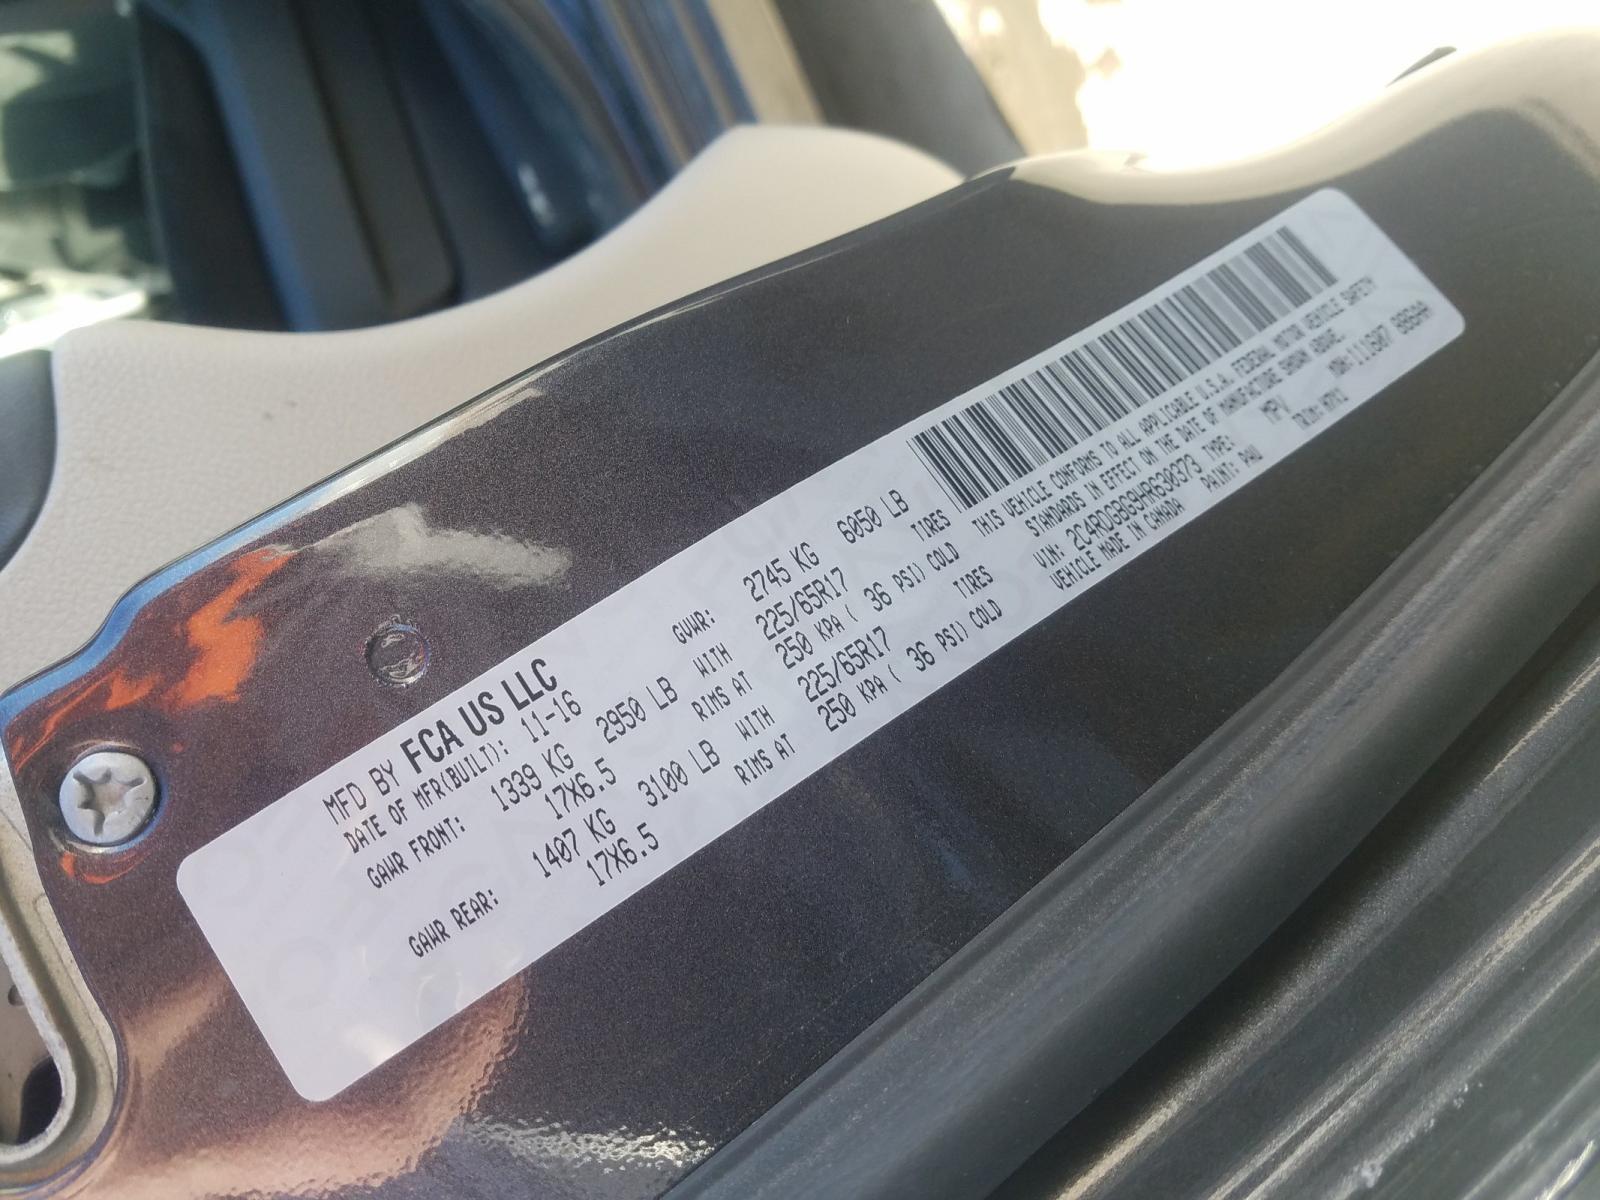 MFD BY FCA US LLC
DATE OF MFR(BUILT): 11-16 GVWR: 2745 KG 6050 LB
GAWR FRONT: 1339 KG 2950 LB WITH 225/65R17 TIRES
17X6.5 RIMS AT 250 KPA ( 36 PSI) COLD
GAWR REAR: 1407 KG 3100 LB WITH 225/65R17 TIRES
17X6.5 RIMS AT 250 KPA ( 36 PSI) COLD
THIS VEHICLE CONFORMS TO ALL APPLICABLE U.S.A. FEDERAL MOTOR VEHICLE SAFETY
STANDARDS IN EFFECT ON THE DATE OF MANUFACTURE SHOWN ABOVE.
VIN: 2C4RDGBG9HR630373 TYPE: MPV MDH:111607
VEHICLE MADE IN CANADA PAINT: PAU TRIM: